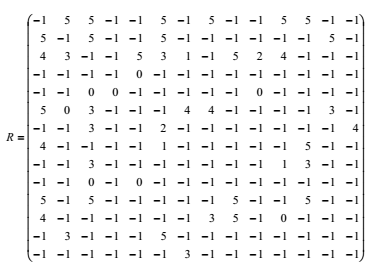 −1 5 5 −1 −1 5 −1 5 −1 −1 5 5 −1 −1
5 −1 5 −1 −1 5 −1 −1 −1 −1 −1 −1 5 −1
4 3 −1 −1 5 3 1 −1 5 2 4 −1 −1 −1
−1 −1 −1 −1 0 −1 −1 −1 −1 −1 −1 −1 −1 −1
−1 −1 0 0 −1 −1 −1 −1 −1 0 −1 −1 −1 −1
5 0 3 −1 −1 −1 4 4 −1 −1 −1 −1 3 −1
R = −1 −1 3 −1 −1 2 −1 −1 −1 −1 −1 −1 −1 4
4 −1 −1 −1 −1 1 −1 −1 −1 −1 −1 5 −1 −1
−1 −1 3 −1 −1 −1 −1 −1 −1 −1 1 3 −1 −1
−1 −1 0 −1 0 −1 −1 −1 −1 −1 −1 −1 −1 −1
5 −1 5 −1 −1 −1 −1 −1 5 −1 −1 5 −1 −1
4 −1 −1 −1 −1 −1 −1 3 5 −1 0 −1 −1 −1
−1 3 −1 −1 −1 5 −1 −1 −1 −1 −1 −1 −1 −1
−1 −1 −1 −1 −1 −1 3 −1 −1 −1 −1 −1 −1 −1